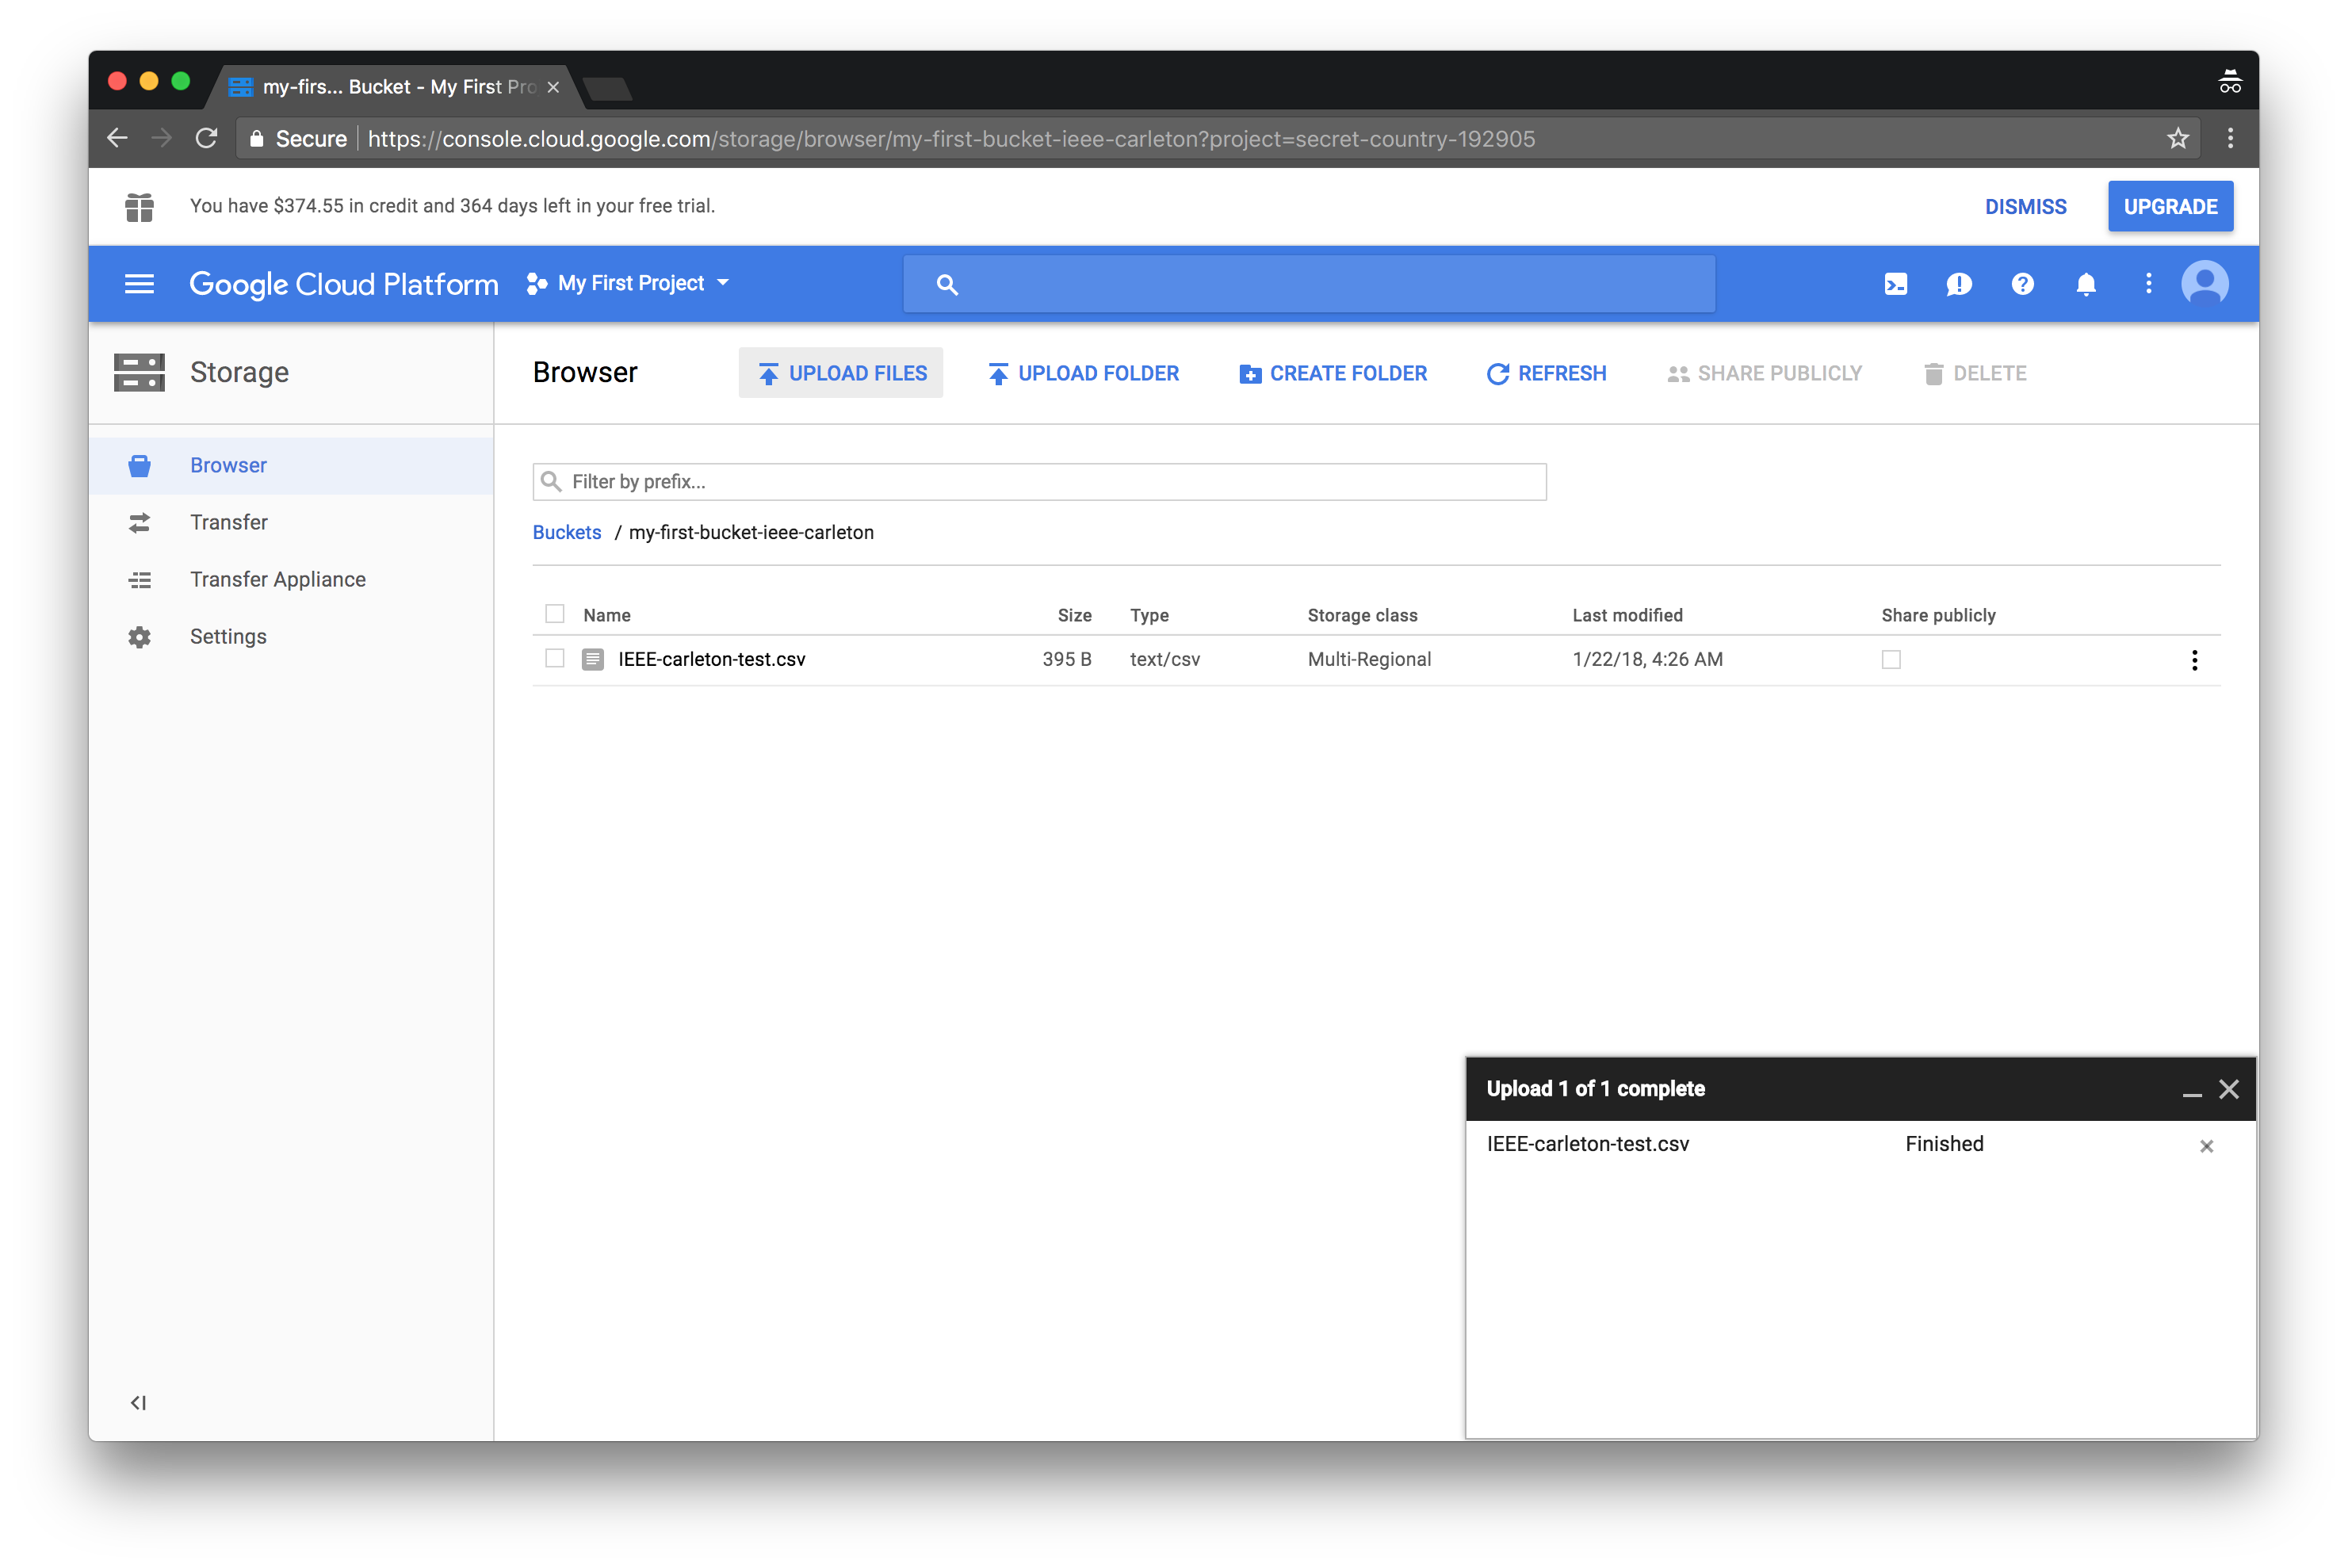 my-firs... Bucket - My First Pro
Secure https://console.cloud.google.com/storage/browser/my-first-bucket-ieee-carleton?project=secret-country-192905
You have $374.55 in credit and 364 days left in your free trial.
DISMISS
UPGRADE
Google Cloud Platform
My First Project
Storage
Browser
UPLOAD FILES
UPLOAD FOLDER
CREATE FOLDER
REFRESH
SHARE PUBLICLY
DELETE
Browser
Transfer
Transfer Appliance
Settings
Filter by prefix...
Buckets / my-first-bucket-ieee-carleton
Name Size Type Storage class Last modified Share publicly
IEEE-carleton-test.csv 395 B text/csv Multi-Regional 1/22/18, 4:26 AM
Upload 1 of 1 complete
IEEE-carleton-test.csv Finished